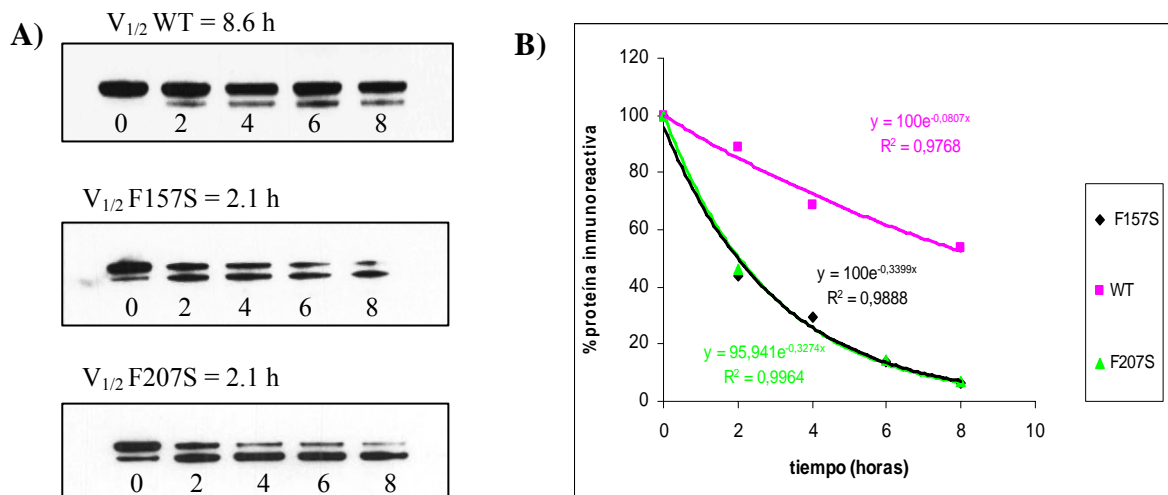 A)
V1/2 WT = 8.6 h
0 2 4 6 8
V1/2 F157S = 2.1 h
0 2 4 6 8
V1/2 F207S = 2.1 h
0 2 4 6 8
B)
% proteína inmunoreactiva
120
100
80
60
40
20
0
y = 100e^-0,0807x
R² = 0,9768
y = 100e^-0,3399x
R² = 0,9888
y = 95,941e^-0,3274x
R² = 0,9964
0 2 4 6 8 10
tiempo (horas)
F157S
WT
F207S